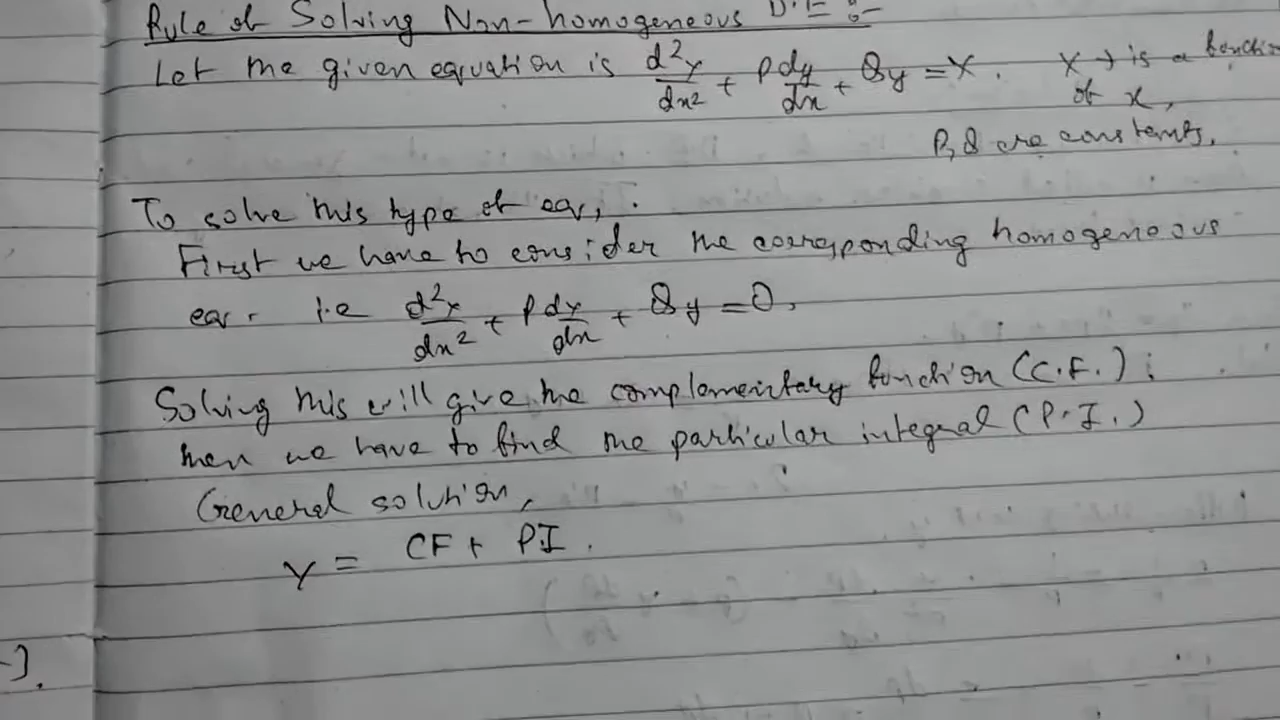 Rule of Solving Non-homogeneous D.E :-
Let the given equation is d²y/dx² + P dy/dx + Qy = X. X → is a function
of x,
P, Q are constants.
To solve this type of eqn,
First we have to consider the corresponding homogeneous
eqn. i.e d²y/dx² + P dy/dx + Qy = 0,
Solving this will give the complementary function (C.F.);
then we have to find the particular integral (P.I.)
General solution,
y = CF + P.I.